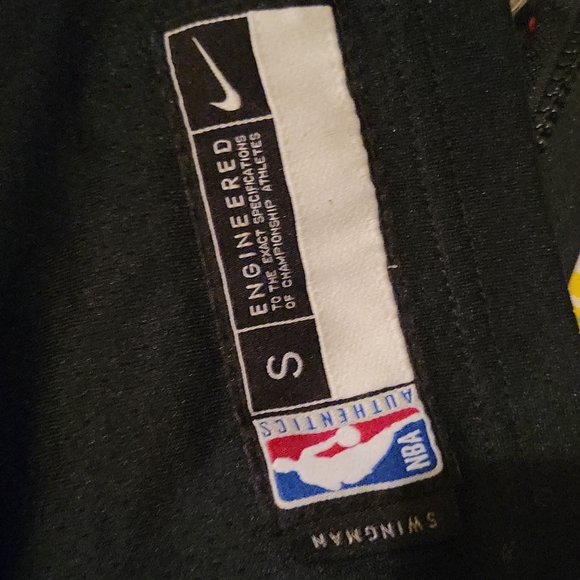 ENGINEERED
TO THE EXACT SPECIFICATIONS
OF CHAMPIONSHIP ATHLETES
S
AUTHENTICS
NBA
SWINGMAN